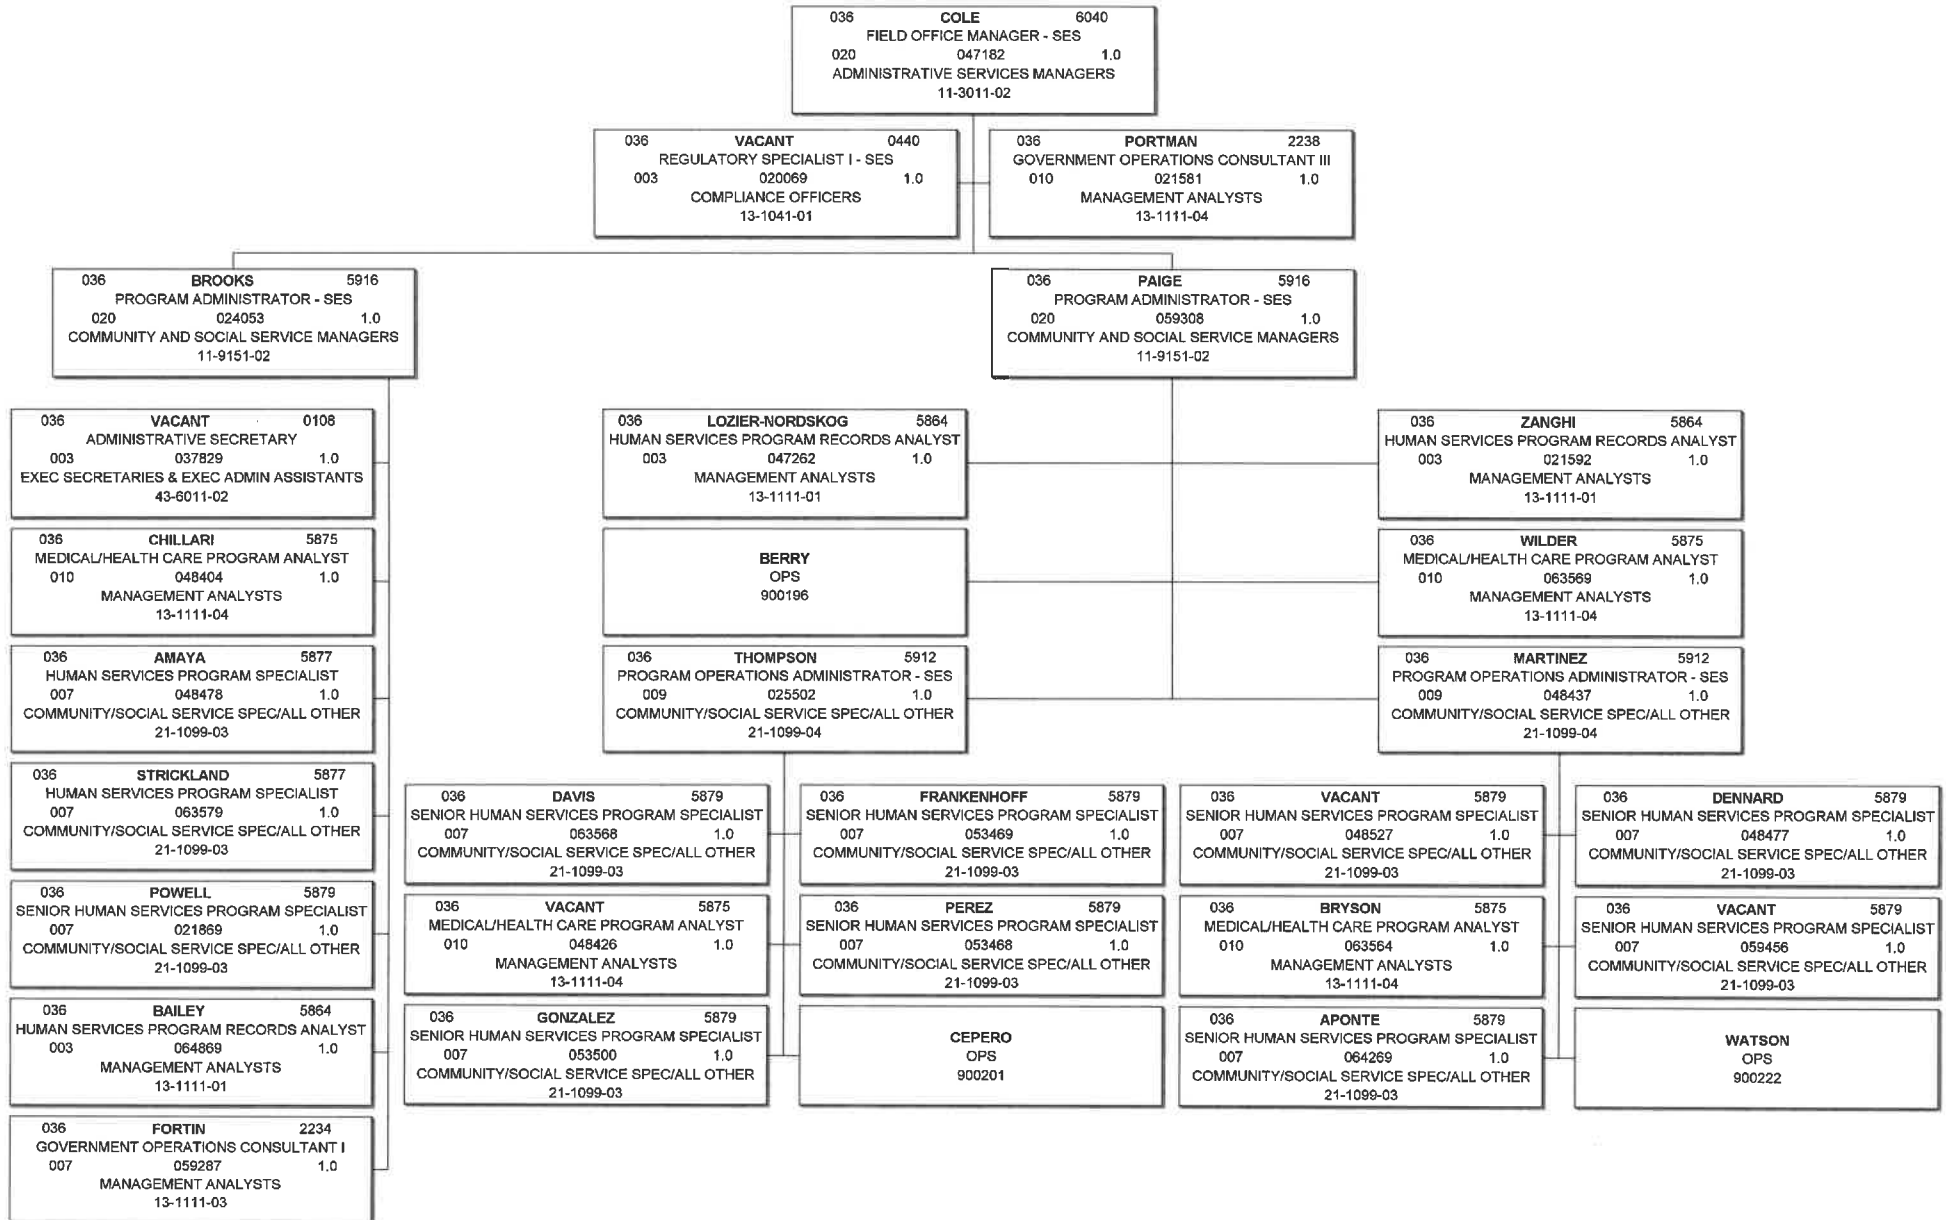 036 COLE 6040
FIELD OFFICE MANAGER - SES
020 047182 1.0
ADMINISTRATIVE SERVICES MANAGERS
11-3011-02
036 VACANT 0440
REGULATORY SPECIALIST I - SES
003 020069 1.0
COMPLIANCE OFFICERS
13-1041-01
036 PORTMAN 2238
GOVERNMENT OPERATIONS CONSULTANT III
010 021581 1.0
MANAGEMENT ANALYSTS
13-1111-04
036 BROOKS 5916
PROGRAM ADMINISTRATOR - SES
020 024053 1.0
COMMUNITY AND SOCIAL SERVICE MANAGERS
11-9151-02
036 PAIGE 5916
PROGRAM ADMINISTRATOR - SES
020 059308 1.0
COMMUNITY AND SOCIAL SERVICE MANAGERS
11-9151-02
036 VACANT 0108
ADMINISTRATIVE SECRETARY
003 037829 1.0
EXEC SECRETARIES & EXEC ADMIN ASSISTANTS
43-6011-02
036 CHILLARI 5875
MEDICAL/HEALTH CARE PROGRAM ANALYST
010 048404 1.0
MANAGEMENT ANALYSTS
13-1111-04
036 AMAYA 5877
HUMAN SERVICES PROGRAM SPECIALIST
007 048478 1.0
COMMUNITY/SOCIAL SERVICE SPEC/ALL OTHER
21-1099-03
036 STRICKLAND 5877
HUMAN SERVICES PROGRAM SPECIALIST
007 063579 1.0
COMMUNITY/SOCIAL SERVICE SPEC/ALL OTHER
21-1099-03
036 POWELL 5879
SENIOR HUMAN SERVICES PROGRAM SPECIALIST
007 021869 1.0
COMMUNITY/SOCIAL SERVICE SPEC/ALL OTHER
21-1099-03
036 BAILEY 5864
HUMAN SERVICES PROGRAM RECORDS ANALYST
003 064869 1.0
MANAGEMENT ANALYSTS
13-1111-01
036 FORTIN 2234
GOVERNMENT OPERATIONS CONSULTANT I
007 059287 1.0
MANAGEMENT ANALYSTS
13-1111-03
036 LOZIER-NORDSKOG 5864
HUMAN SERVICES PROGRAM RECORDS ANALYST
003 047262 1.0
MANAGEMENT ANALYSTS
13-1111-01
036 ZANGHI 5864
HUMAN SERVICES PROGRAM RECORDS ANALYST
003 021592 1.0
MANAGEMENT ANALYSTS
13-1111-01
BERRY
OPS
900196
036 WILDER 5875
MEDICAL/HEALTH CARE PROGRAM ANALYST
010 063569 1.0
MANAGEMENT ANALYSTS
13-1111-04
036 THOMPSON 5912
PROGRAM OPERATIONS ADMINISTRATOR - SES
009 025502 1.0
COMMUNITY/SOCIAL SERVICE SPEC/ALL OTHER
21-1099-04
036 MARTINEZ 5912
PROGRAM OPERATIONS ADMINISTRATOR - SES
009 048437 1.0
COMMUNITY/SOCIAL SERVICE SPEC/ALL OTHER
21-1099-04
036 DAVIS 5879
SENIOR HUMAN SERVICES PROGRAM SPECIALIST
007 063568 1.0
COMMUNITY/SOCIAL SERVICE SPEC/ALL OTHER
21-1099-03
036 FRANKENHOFF 5879
SENIOR HUMAN SERVICES PROGRAM SPECIALIST
007 053469 1.0
COMMUNITY/SOCIAL SERVICE SPEC/ALL OTHER
21-1099-03
036 VACANT 5875
MEDICAL/HEALTH CARE PROGRAM ANALYST
010 048426 1.0
MANAGEMENT ANALYSTS
13-1111-04
036 PEREZ 5879
SENIOR HUMAN SERVICES PROGRAM SPECIALIST
007 053468 1.0
COMMUNITY/SOCIAL SERVICE SPEC/ALL OTHER
21-1099-03
036 GONZALEZ 5879
SENIOR HUMAN SERVICES PROGRAM SPECIALIST
007 053500 1.0
COMMUNITY/SOCIAL SERVICE SPEC/ALL OTHER
21-1099-03
CEPERO
OPS
900201
036 VACANT 5879
SENIOR HUMAN SERVICES PROGRAM SPECIALIST
007 048527 1.0
COMMUNITY/SOCIAL SERVICE SPEC/ALL OTHER
21-1099-03
036 DENNARD 5879
SENIOR HUMAN SERVICES PROGRAM SPECIALIST
007 048477 1.0
COMMUNITY/SOCIAL SERVICE SPEC/ALL OTHER
21-1099-03
036 BRYSON 5875
MEDICAL/HEALTH CARE PROGRAM ANALYST
010 063564 1.0
MANAGEMENT ANALYSTS
13-1111-04
036 VACANT 5879
SENIOR HUMAN SERVICES PROGRAM SPECIALIST
007 059456 1.0
COMMUNITY/SOCIAL SERVICE SPEC/ALL OTHER
21-1099-03
036 APONTE 5879
SENIOR HUMAN SERVICES PROGRAM SPECIALIST
007 064269 1.0
COMMUNITY/SOCIAL SERVICE SPEC/ALL OTHER
21-1099-03
WATSON
OPS
900222